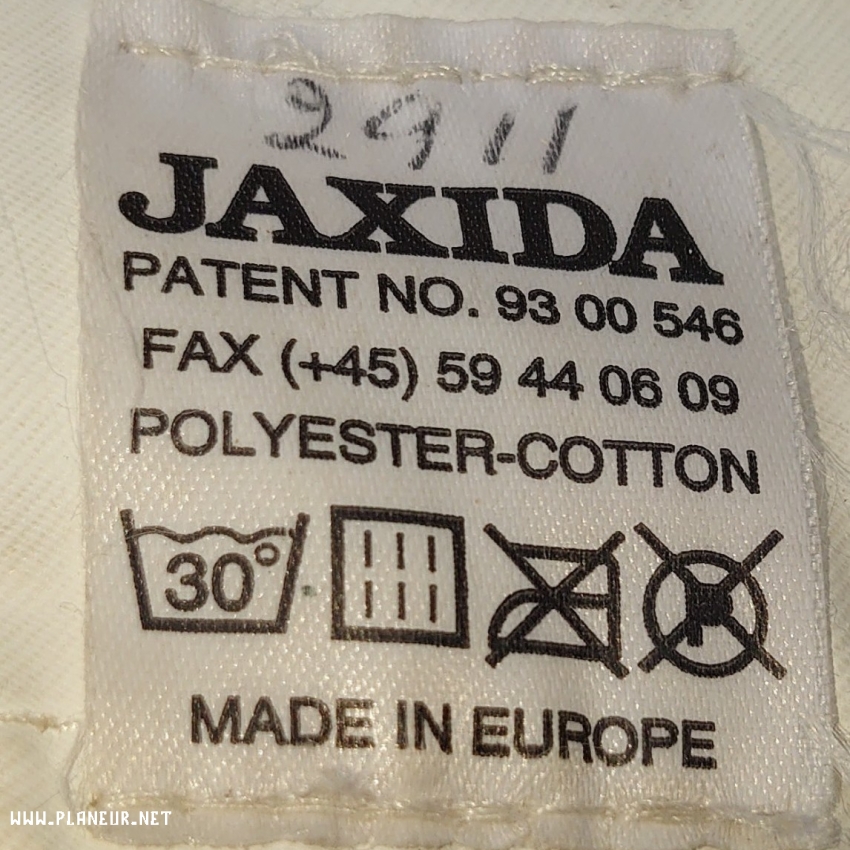 2911
JAXIDA
PATENT NO. 93 00 546
FAX (+45) 59 44 06 09
POLYESTER-COTTON
30°
P
MADE IN EUROPE
WWW.PLANEUR.NET